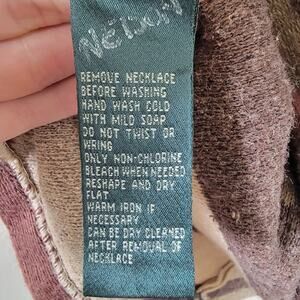 Nelson
REMOVE NECKLACE
BEFORE WASHING
HAND WASH COLD
WITH MILD SOAP
DO NOT TWIST OR
WRING
ONLY NON-CHLORINE
BLEACH WHEN NEEDED
RESHAPE AND DRY
FLAT
WARM IRON IF
NECESSARY
CAN BE DRY CLEANED
AFTER REMOVAL OF
NECKLACE